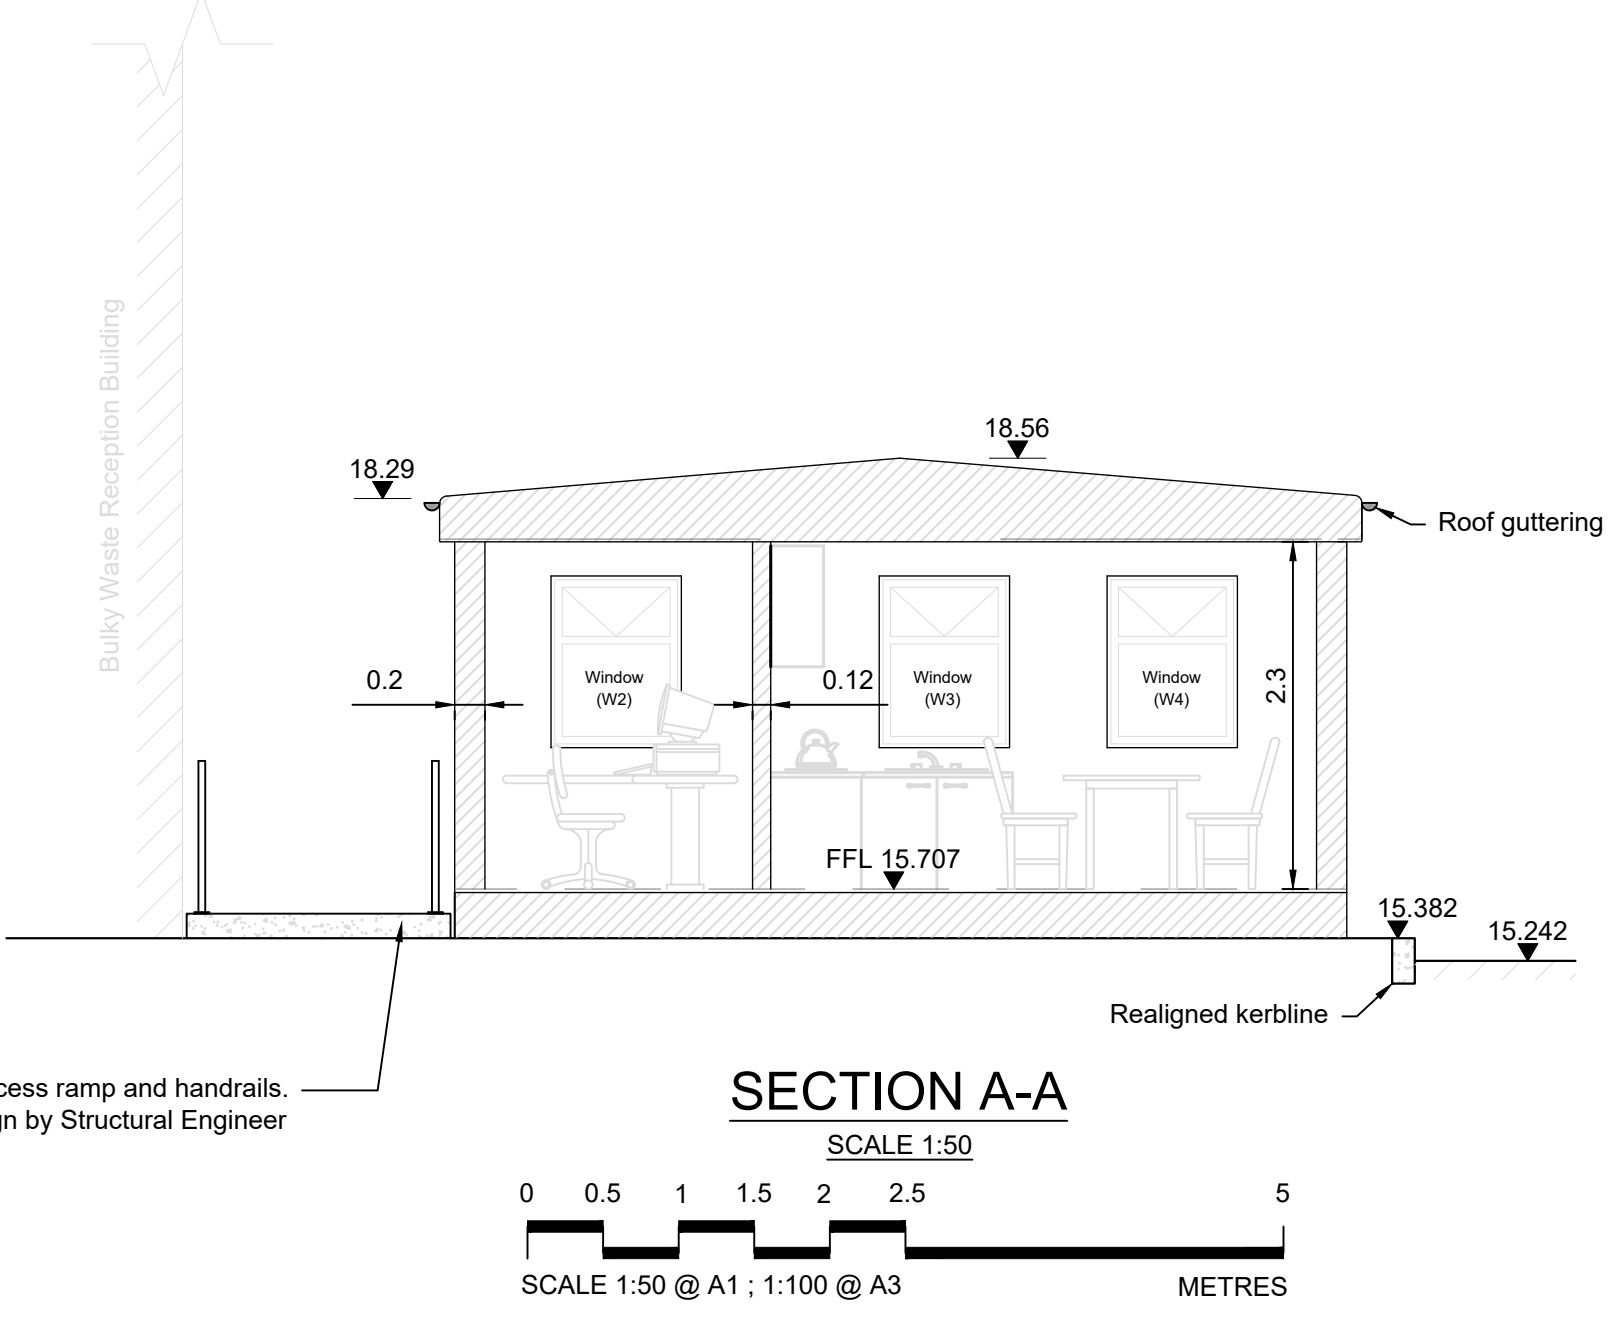 Bulky Waste Reception Building
18.56
18.29
Roof guttering
0.2
Window
(W2)
0.12
Window
(W3)
Window
(W4)
2.3
FFL 15.707
15.382
15.242
Realigned kerbline
cess ramp and handrails.
n by Structural Engineer
SECTION A-A
SCALE 1:50
0 0.5 1 1.5 2 2.5 5
SCALE 1:50 @ A1 ; 1:100 @ A3 METRES